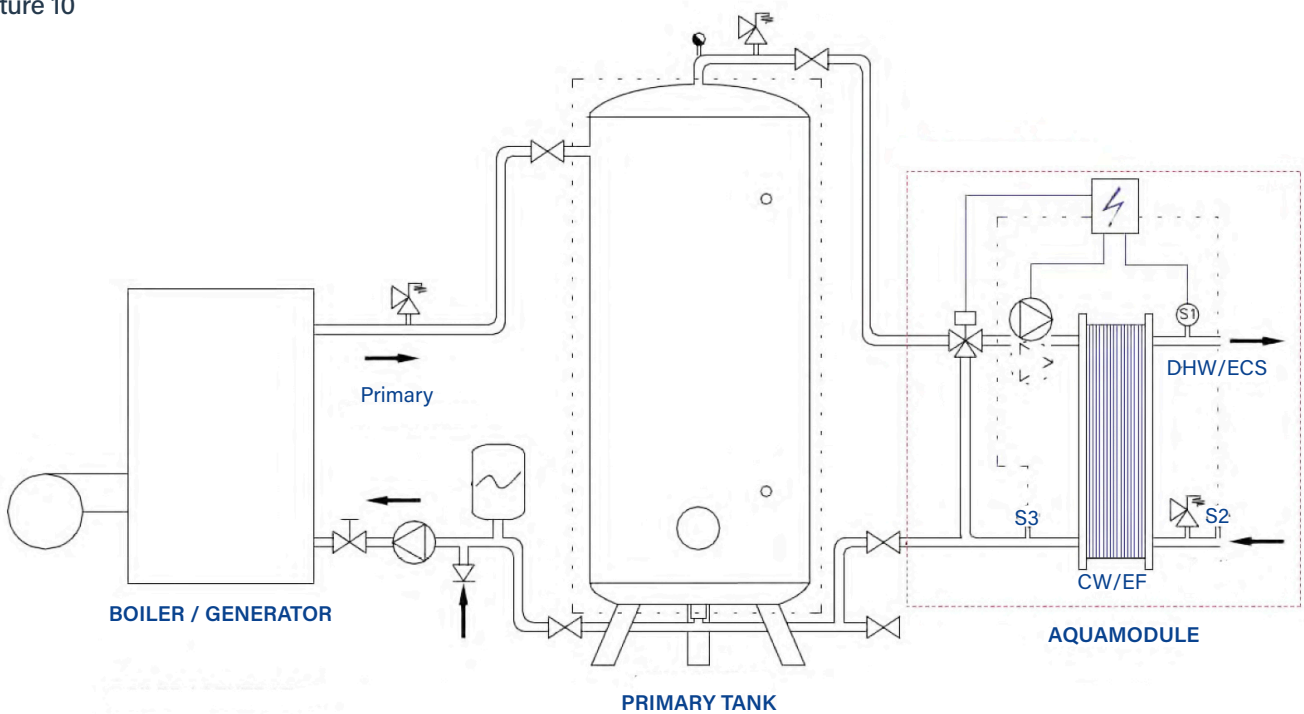 ture 10
S1
DHW/ECS
Primary
S3
S2
CW/EF
BOILER / GENERATOR
AQUAMODULE
PRIMARY TANK